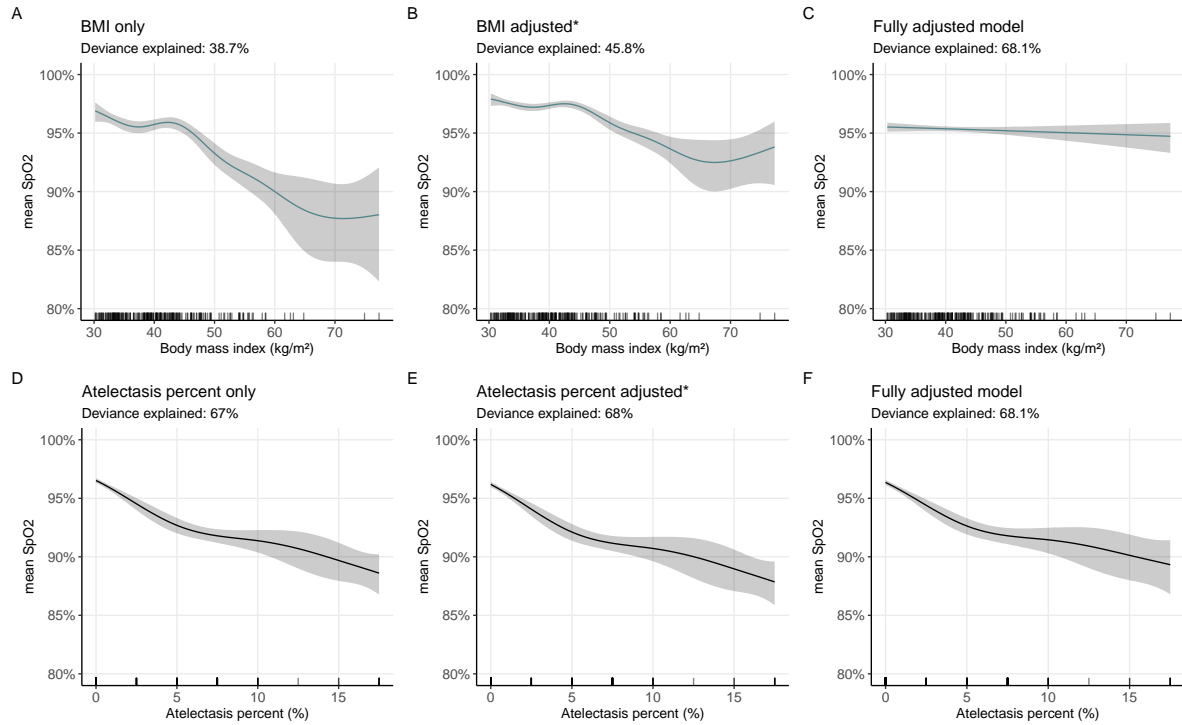 A
BMI only
Deviance explained: 38.7%
100%
95%
90%
85%
80%
mean SpO2
30 40 50 60 70
Body mass index (kg/m²)
B
BMI adjusted*
Deviance explained: 45.8%
100%
95%
90%
85%
80%
mean SpO2
30 40 50 60 70
Body mass index (kg/m²)
C
Fully adjusted model
Deviance explained: 68.1%
100%
95%
90%
85%
80%
mean SpO2
30 40 50 60 70
Body mass index (kg/m²)
D
Atelectasis percent only
Deviance explained: 67%
100%
95%
90%
85%
80%
mean SpO2
0 5 10 15
Atelectasis percent (%)
E
Atelectasis percent adjusted*
Deviance explained: 68%
100%
95%
90%
85%
80%
mean SpO2
0 5 10 15
Atelectasis percent (%)
F
Fully adjusted model
Deviance explained: 68.1%
100%
95%
90%
85%
80%
mean SpO2
0 5 10 15
Atelectasis percent (%)